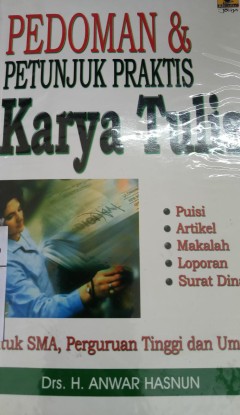 PEDOMAN &
PETUNJUK PRAKTIS
Karya Tulis
Puisi
Artikel
Makalah
Loporan
Surat Dina
tuk SMA, Perguruan Tinggi dan Um
Drs. H. ANWAR HASNUN